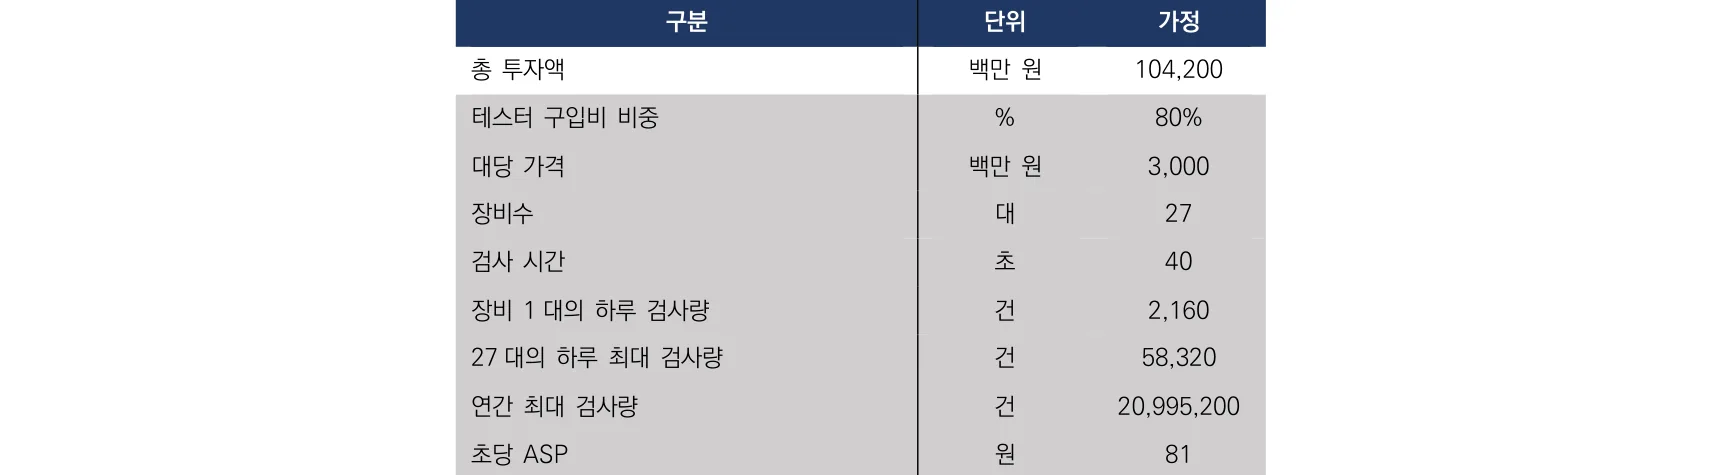 구분 단위 가정
총 투자액 백만 원 104,200
테스터 구입비 비중 % 80%
대당 가격 백만 원 3,000
장비수 대 27
검사 시간 초 40
장비 1대의 하루 검사량 건 2,160
27대의 하루 최대 검사량 건 58,320
연간 최대 검사량 건 20,995,200
초당 ASP 원 81